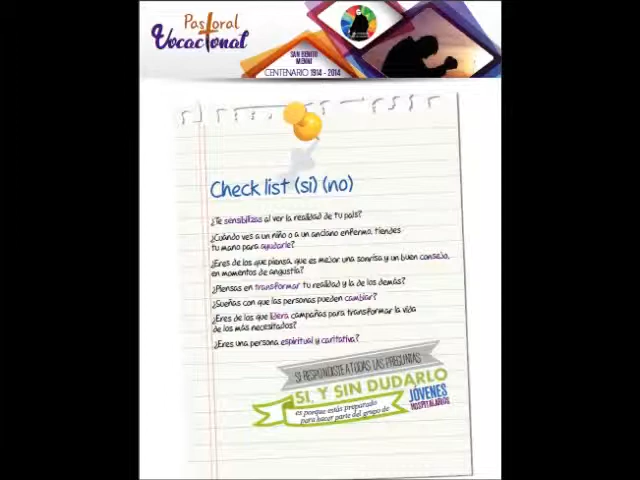 Pastoral
Vocacional
SAN BENITO
MENNI
CENTENARIO 1914 - 2014
Check list (si) (no)
¿Te sensibilizas al ver la realidad de tu país?
¿Cuándo ves a un niño o a un anciano enfermo, tiendes
tu mano para ayudarle?
¿Eres de los que piensa, que es mejor una sonrisa y un buen consejo,
en momentos de angustia?
¿Piensas en transformar tu realidad y la de los demás?
¿Sueñas con que las personas pueden cambiar?
¿Eres de los que lidera campañas para transformar la vida
de los más necesitados?
¿Eres una persona espiritual y caritativa?
SI RESPONDISTE A TODAS LAS PREGUNTAS
SI, Y SIN DUDARLO
es porque estás preparado
para hacer parte del grupo de
JÓVENES
HOSPITALARIOS